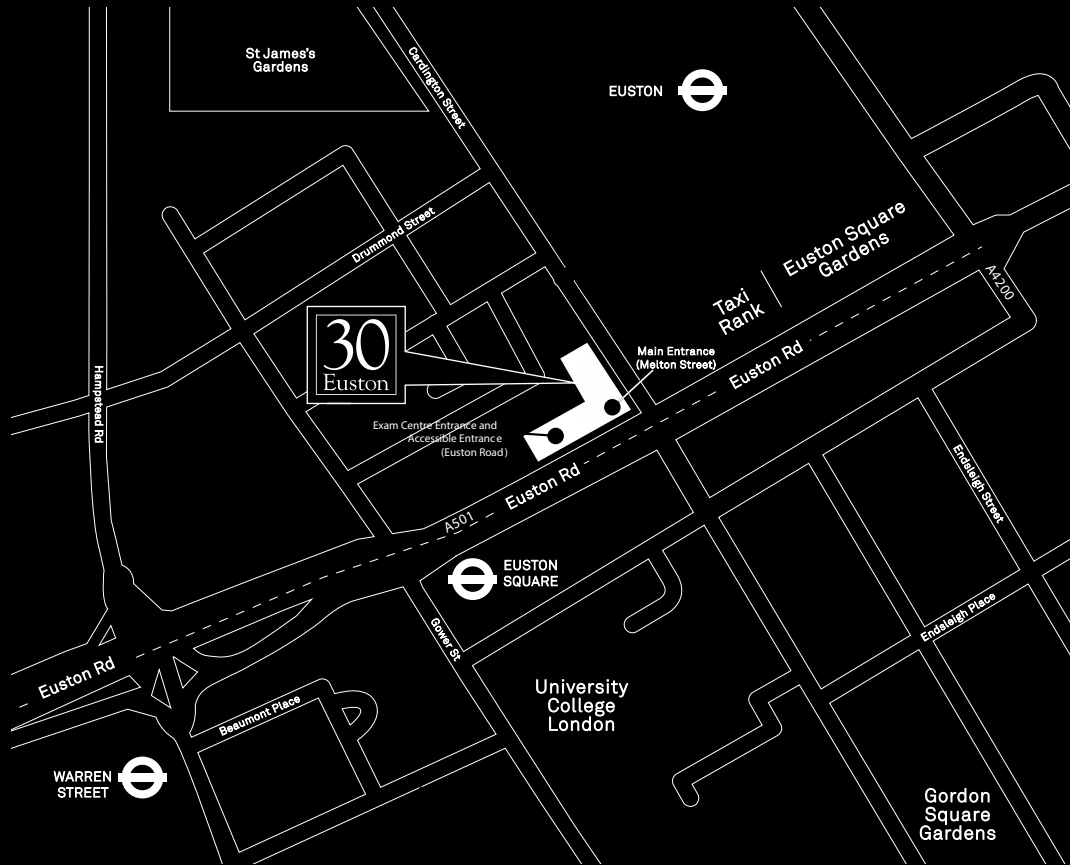 St James's
Gardens
Cardington Street
EUSTON
Drummond Street
Euston Square
Gardens
Taxi
Rank
A4200
30
Euston
Main Entrance
(Melton Street)
Euston Rd
Hampstead Rd
Exam Centre Entrance and
Accessible Entrance
(Euston Road)
Euston Rd
A501
Endsleigh Street
EUSTON
SQUARE
Endsleigh Place
Gower St
Euston Rd
University
College
London
Beaumont Place
WARREN
STREET
Gordon
Square
Gardens